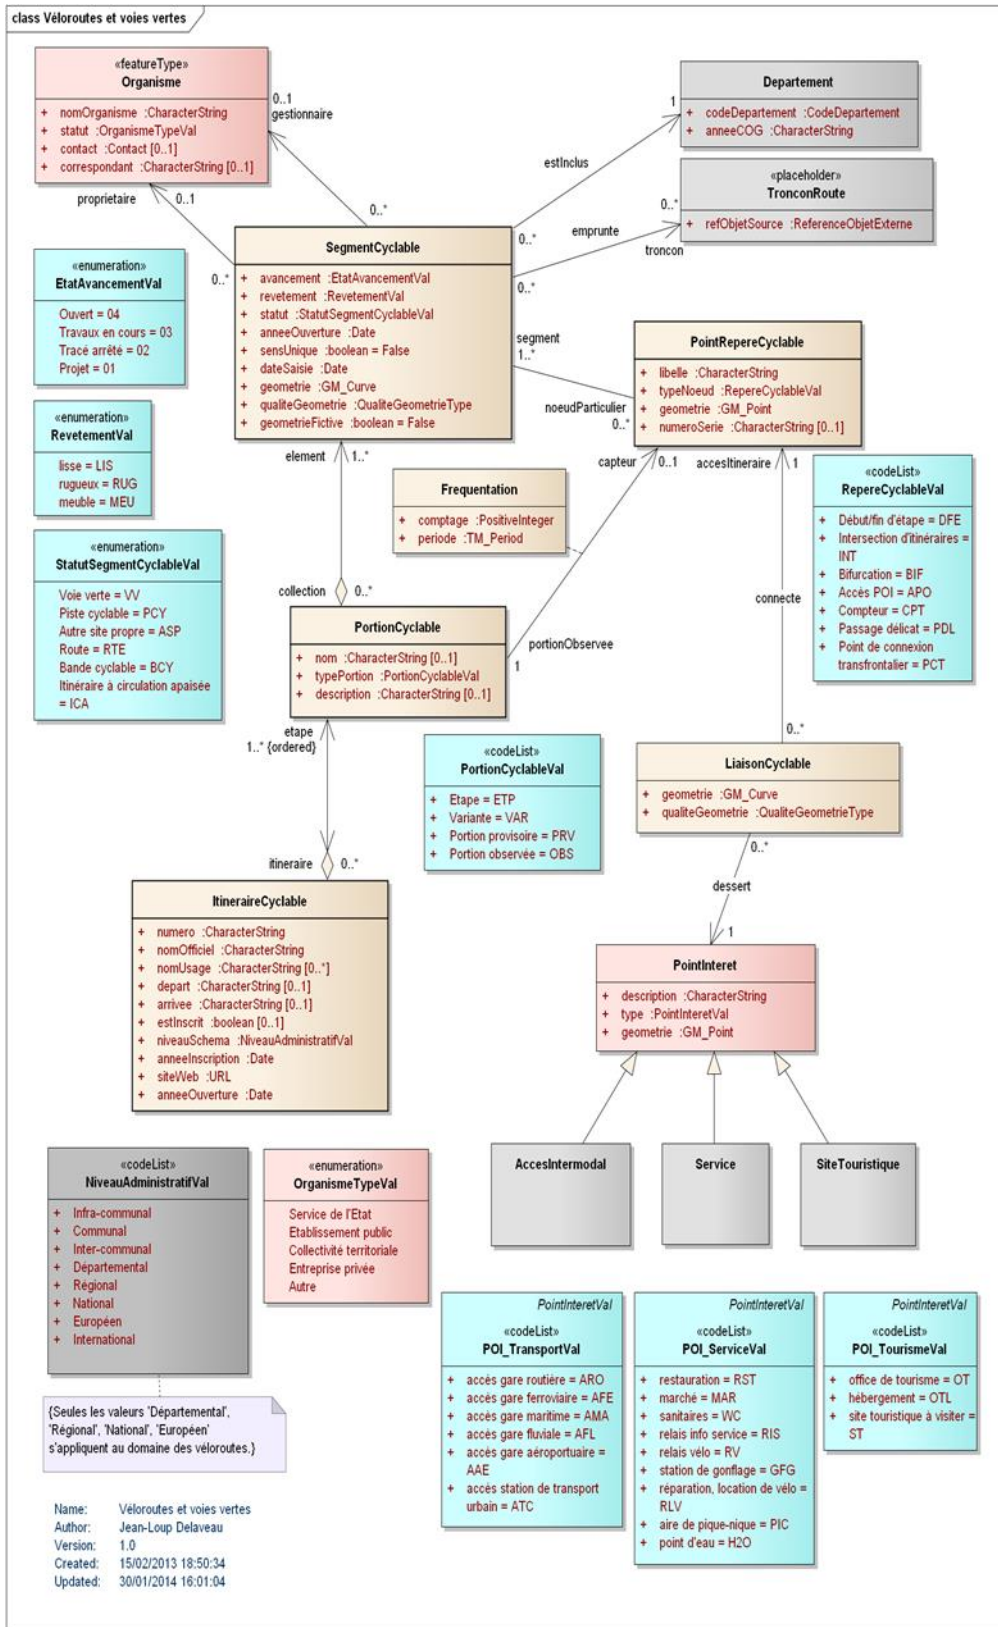 class Véloroutes et voies vertes
«featureType»
Organisme
+ nomOrganisme :CharacterString
+ statut :OrganismeTypeVal
+ contact :Contact [0..1]
+ correspondant :CharacterString [0..1]
0..1
gestionnaire
proprietaire
0..1
0..*
0..*
Departement
+ codeDepartement :CodeDepartement
+ anneeCOG :CharacterString
1
estInclus
0..*
«placeholder»
TronconRoute
+ refObjetSource :ReferenceObjetExterne
0..*
emprunte
troncon
0..*
SegmentCyclable
+ avancement :EtatAvancementVal
+ revetement :RevetementVal
+ statut :StatutSegmentCyclableVal
+ anneeOuverture :Date
+ sensUnique :boolean = False
+ dateSaisie :Date
+ geometrie :GM_Curve
+ qualiteGeometrie :QualiteGeometrieType
+ geometrieFictive :boolean = False
«enumeration»
EtatAvancementVal
Ouvert = 04
Travaux en cours = 03
Tracé arrêté = 02
Projet = 01
segment
1..*
noeudParticulier
0..*
PointRepereCyclable
+ libelle :CharacterString
+ typeNoeud :RepereCyclableVal
+ geometrie :GM_Point
+ numeroSerie :CharacterString [0..1]
«enumeration»
RevetementVal
lisse = LIS
rugueux = RUG
meuble = MEU
element
1..*
capteur
0..1
accesItineraire
1
Frequentation
+ comptage :PositiveInteger
+ periode :TM_Period
«codeList»
RepereCyclableVal
+ Début/fin d'étape = DFE
+ Intersection d'itinéraires =
INT
+ Bifurcation = BIF
+ Accès POI = APO
+ Compteur = CPT
+ Passage délicat = PDL
+ Point de connexion
transfrontalier = PCT
«enumeration»
StatutSegmentCyclableVal
Voie verte = VV
Piste cyclable = PCY
Autre site propre = ASP
Route = RTE
Bande cyclable = BCY
Itinéraire à circulation apaisée
= ICA
collection
0..*
connecte
PortionCyclable
+ nom :CharacterString [0..1]
+ typePortion :PortionCyclableVal
+ description :CharacterString [0..1]
1
portionObservee
etape
1..* {ordered}
0..*
«codeList»
PortionCyclableVal
+ Etape = ETP
+ Variante = VAR
+ Portion provisoire = PRV
+ Portion observée = OBS
LiaisonCyclable
+ geometrie :GM_Curve
+ qualiteGeometrie :QualiteGeometrieType
0..*
dessert
1
itineraire
0..*
ItineraireCyclable
+ numero :CharacterString
+ nomOfficiel :CharacterString
+ nomUsage :CharacterString [0..*]
+ depart :CharacterString [0..1]
+ arrivee :CharacterString [0..1]
+ estInscrit :boolean [0..1]
+ niveauSchema :NiveauAdministratifVal
+ anneeInscription :Date
+ siteWeb :URL
+ anneeOuverture :Date
PointInteret
+ description :CharacterString
+ type :PointInteretVal
+ geometrie :GM_Point
AccesIntermodal
Service
SiteTouristique
«codeList»
NiveauAdministratifVal
+ Infra-communal
+ Communal
+ Inter-communal
+ Départemental
+ Régional
+ National
+ Européen
+ International
«enumeration»
OrganismeTypeVal
Service de l'Etat
Etablissement public
Collectivité territoriale
Entreprise privée
Autre
{Seules les valeurs 'Départemental',
'Régional', 'National', 'Européen'
s'appliquent au domaine des véloroutes.}
PointInteretVal
«codeList»
POI_TransportVal
+ accès gare routière = ARO
+ accès gare ferroviaire = AFE
+ accès gare maritime = AMA
+ accès gare fluviale = AFL
+ accès gare aéroportuaire =
AAE
+ accès station de transport
urbain = ATC
PointInteretVal
«codeList»
POI_ServiceVal
+ restauration = RST
+ marché = MAR
+ sanitaires = WC
+ relais info service = RIS
+ relais vélo = RV
+ station de gonflage = GFG
+ réparation, location de vélo =
RLV
+ aire de pique-nique = PIC
+ point d'eau = H2O
PointInteretVal
«codeList»
POI_TourismeVal
+ office de tourisme = OT
+ hébergement = OTL
+ site touristique à visiter =
ST
Name: Véloroutes et voies vertes
Author: Jean-Loup Delaveau
Version: 1.0
Created: 15/02/2013 18:50:34
Updated: 30/01/2014 16:01:04